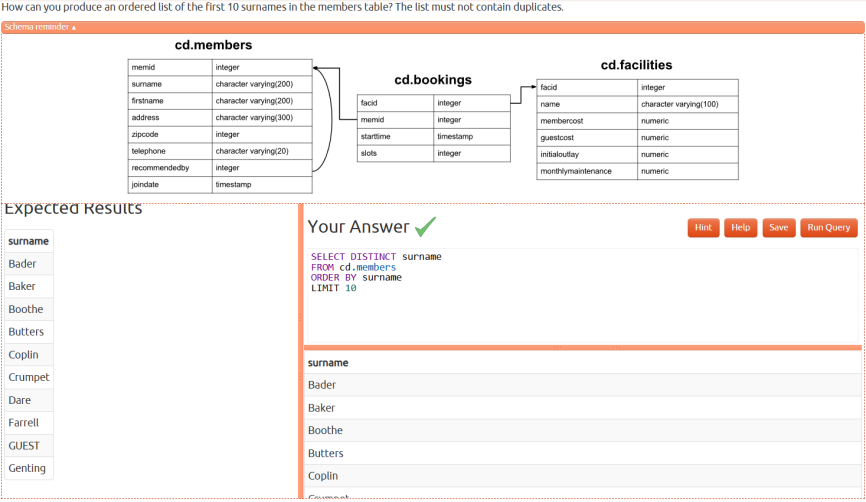 How can you produce an ordered list of the first 10 surnames in the members table? The list must not contain duplicates.
Schema reminder ▲
cd.members
memid integer
surname character varying(200)
firstname character varying(200)
address character varying(300)
zipcode integer
telephone character varying(20)
recommendedby integer
joindate timestamp
cd.bookings
facid integer
memid integer
starttime timestamp
slots integer
cd.facilities
facid integer
name character varying(100)
membercost numeric
guestcost numeric
initialoutlay numeric
monthlymaintenance numeric
Expected Results
surname
Bader
Baker
Boothe
Butters
Coplin
Crumpet
Dare
Farrell
GUEST
Genting
Your Answer
Hint Help Save Run Query
SELECT DISTINCT surname
FROM cd.members
ORDER BY surname
LIMIT 10
surname
Bader
Baker
Boothe
Butters
Coplin
Crumpet